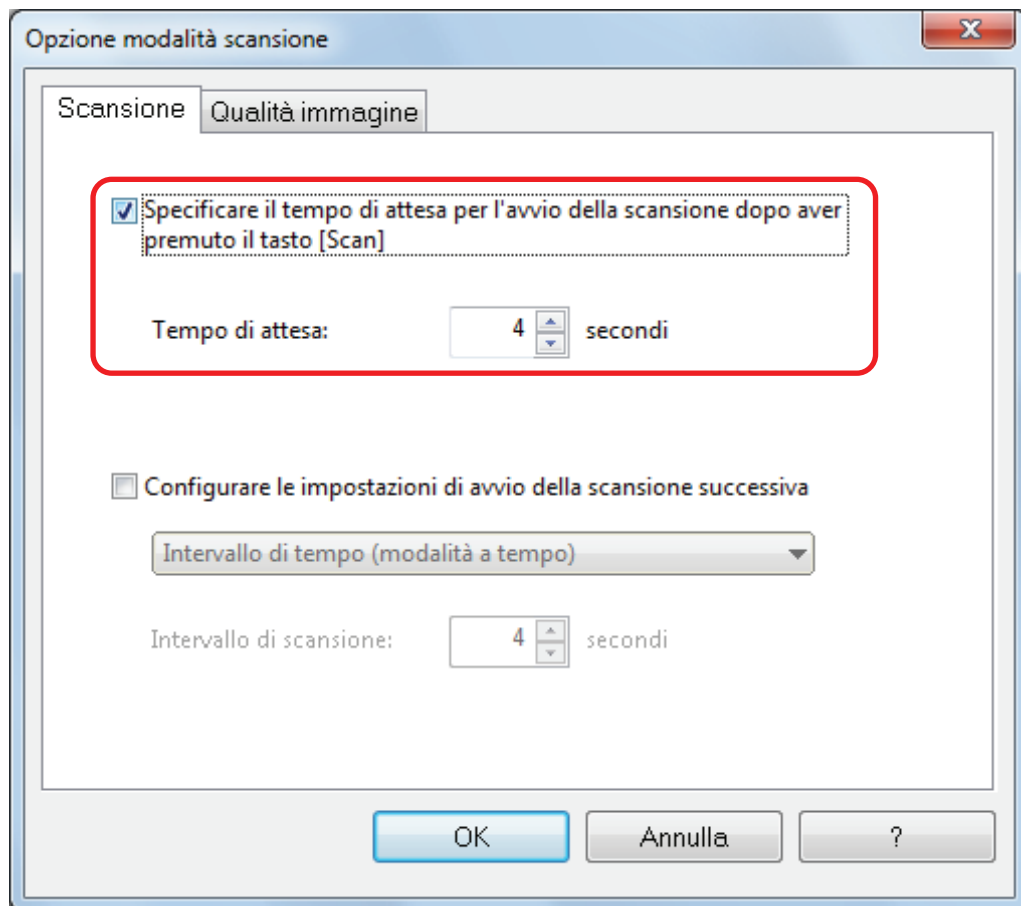 Opzione modalità scansione
x
Scansione
Qualità immagine
Specificare il tempo di attesa per l'avvio della scansione dopo aver
premuto il tasto [Scan]
Tempo di attesa: 4 secondi
Configurare le impostazioni di avvio della scansione successiva
Intervallo di tempo (modalità a tempo)
Intervallo di scansione: 4 secondi
OK Annulla ?